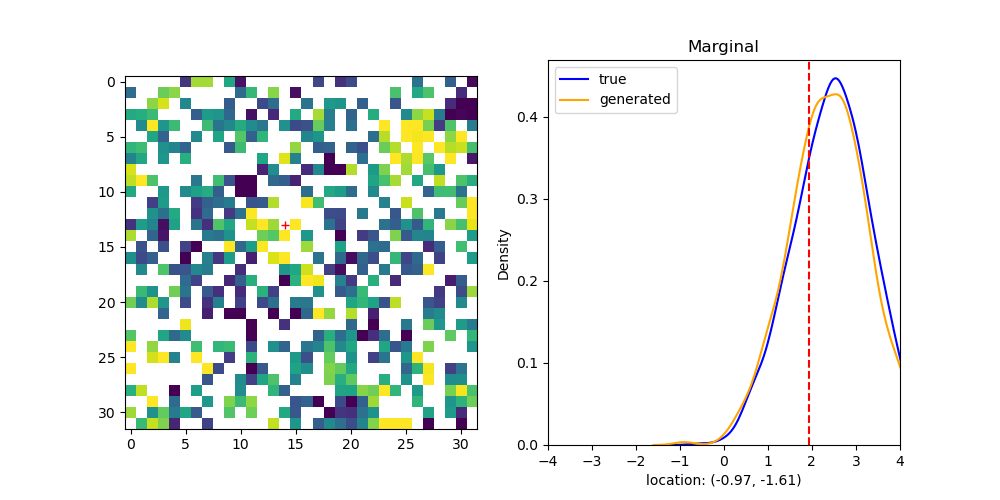 Marginal
true
generated
0
5
10
15
20
25
30
0 5 10 15 20 25 30
Density
0.0
0.1
0.2
0.3
0.4
−4 −3 −2 −1 0 1 2 3 4
location: (-0.97, -1.61)